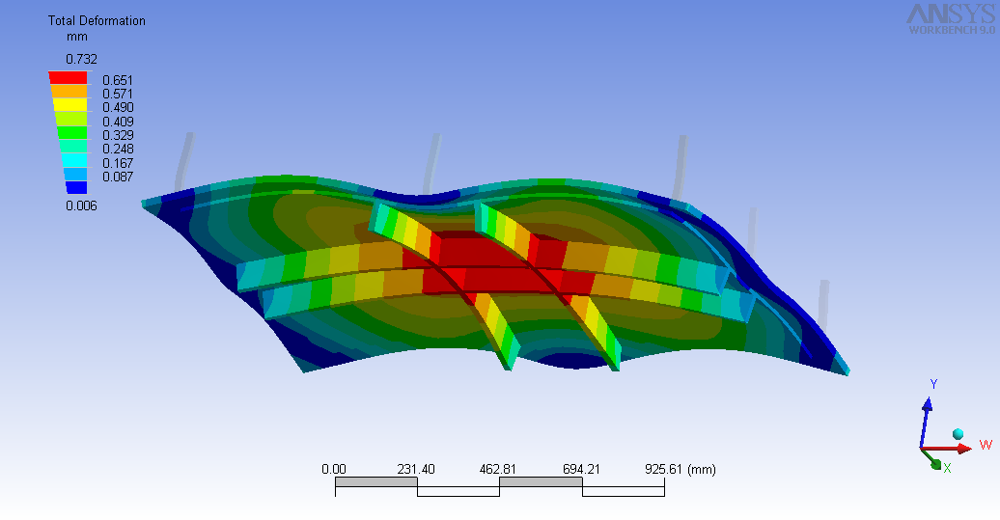 Total Deformation
mm
0.732
0.651
0.571
0.490
0.409
0.329
0.248
0.167
0.087
0.006
ANSYS
WORKBENCH 9.0
Y
W
X
0.00 231.40 462.81 694.21 925.61 (mm)